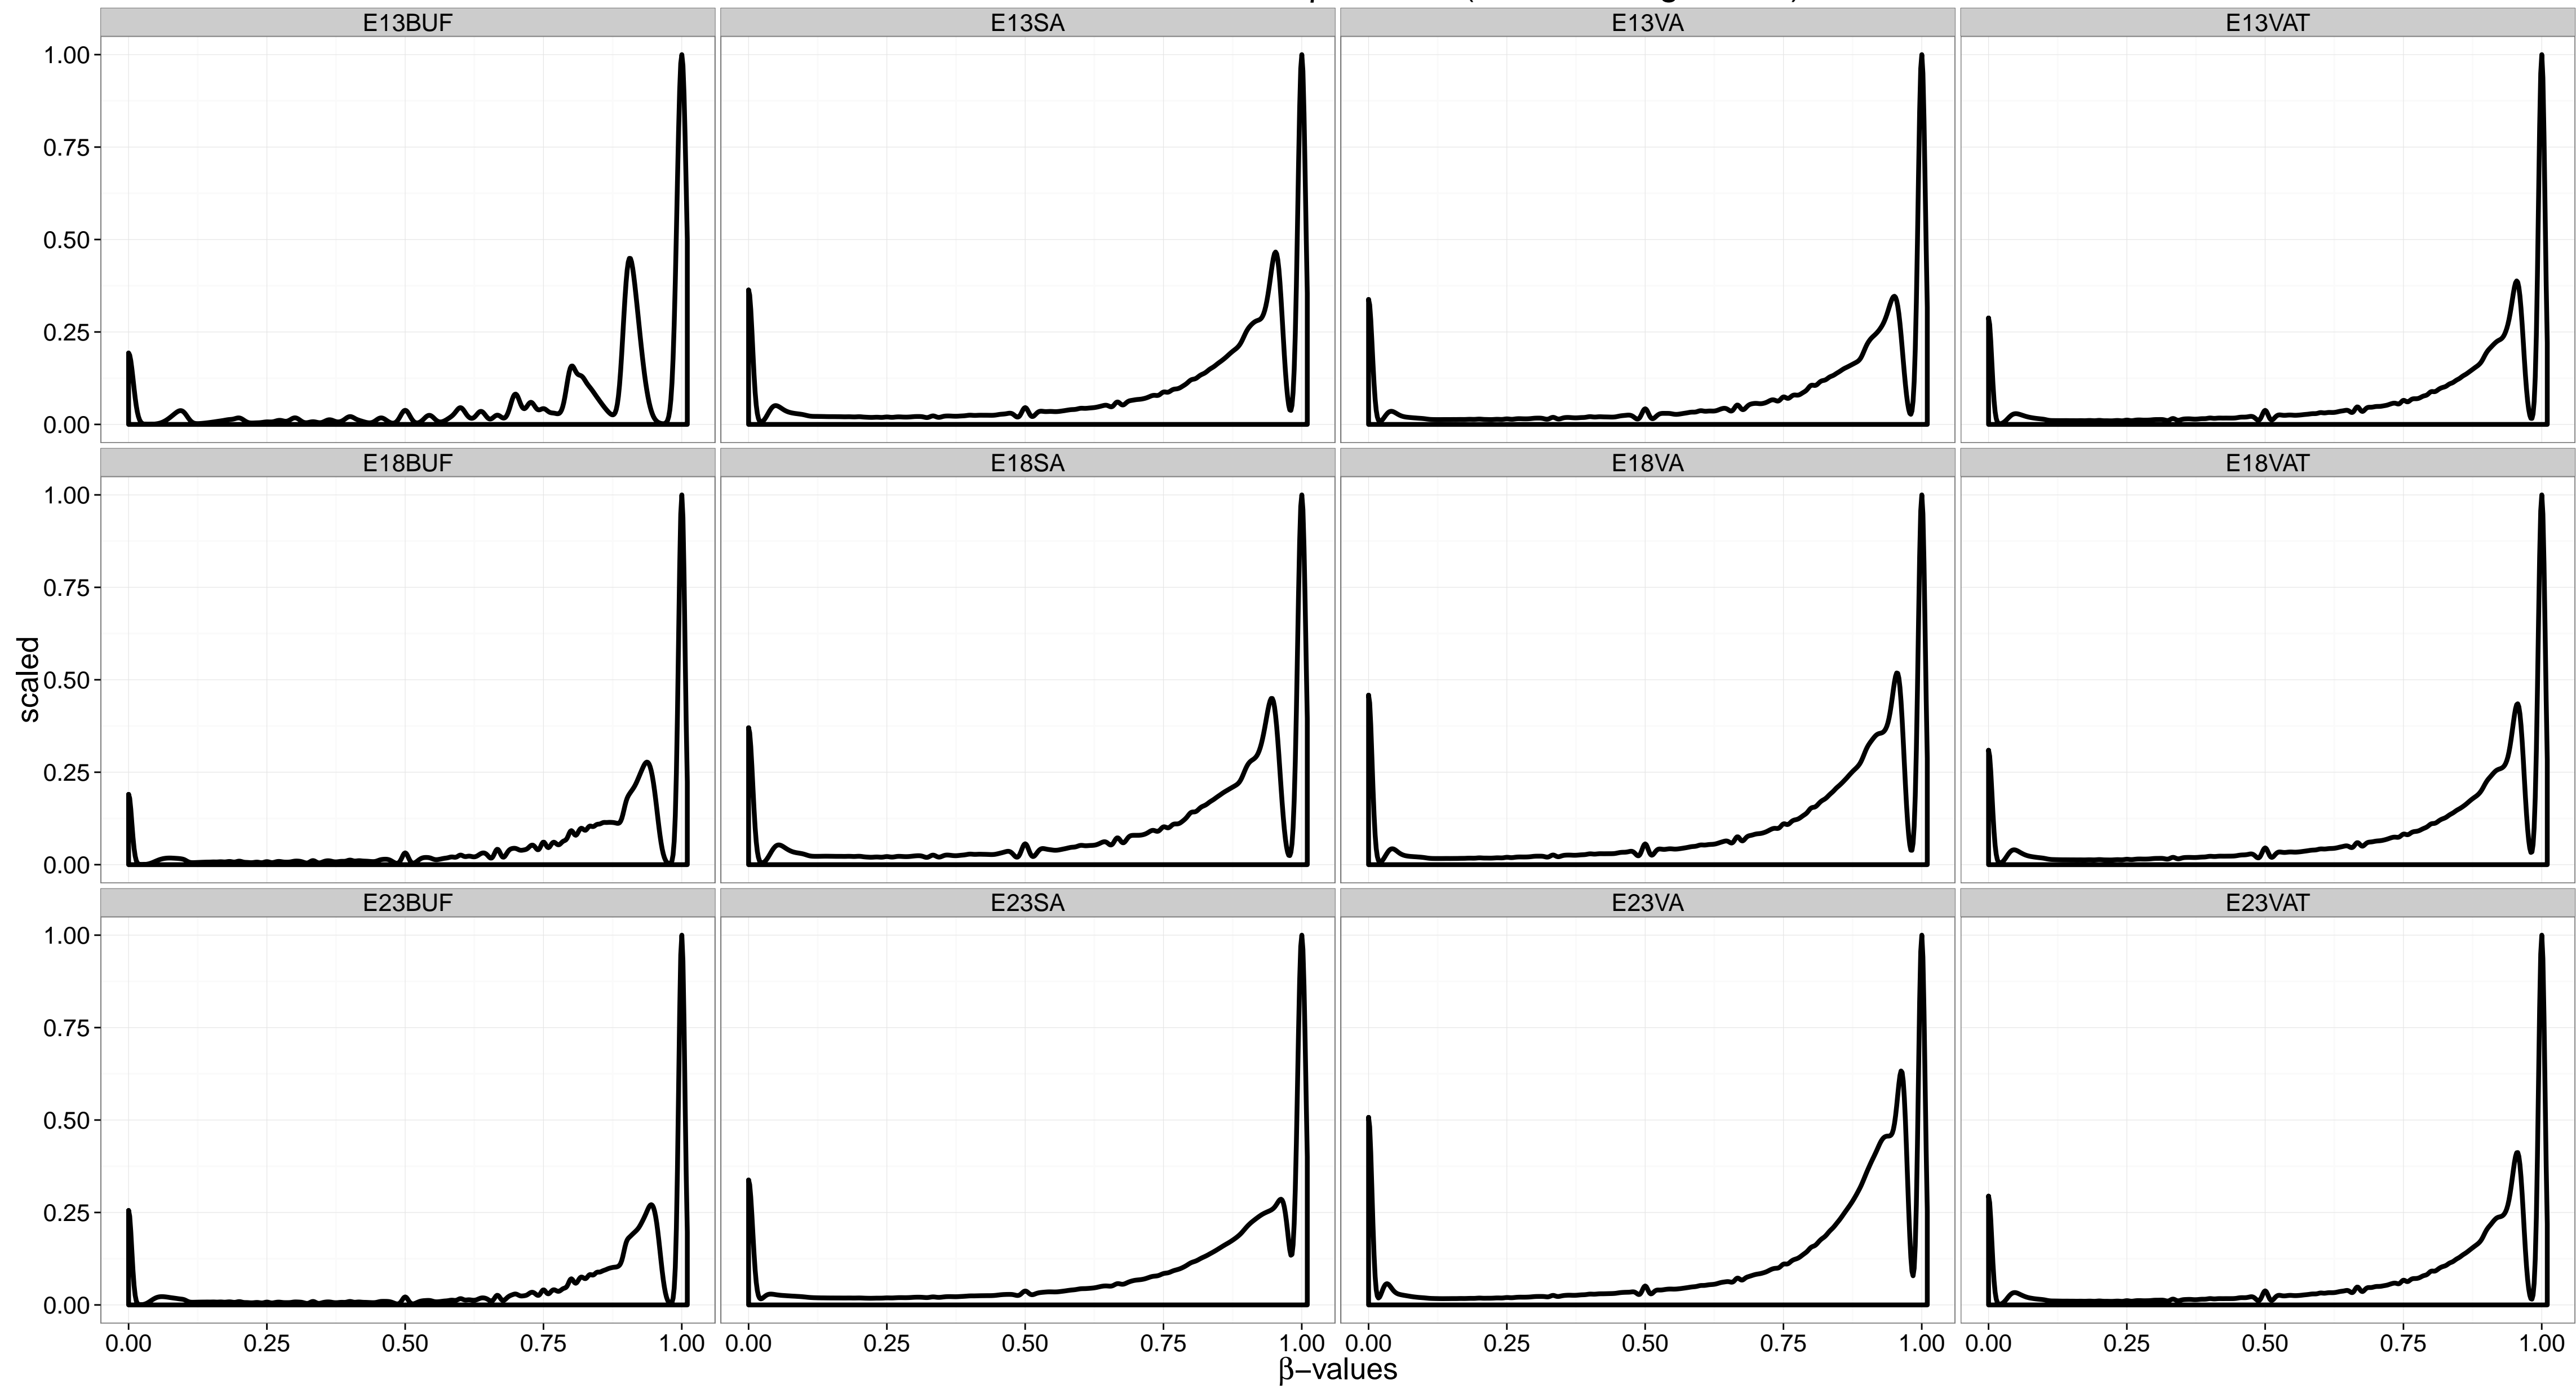 E13BUF E13SA E13VA E13VAT
1.00
0.75
0.50
0.25
0.00
E18BUF E18SA E18VA E18VAT
1.00
0.75
0.50
0.25
0.00
E23BUF E23SA E23VA E23VAT
1.00
0.75
0.50
0.25
0.00
0.00 0.25 0.50 0.75 1.00 0.00 0.25 0.50 0.75 1.00 0.00 0.25 0.50 0.75 1.00 0.00 0.25 0.50 0.75 1.00
scaled
β−values